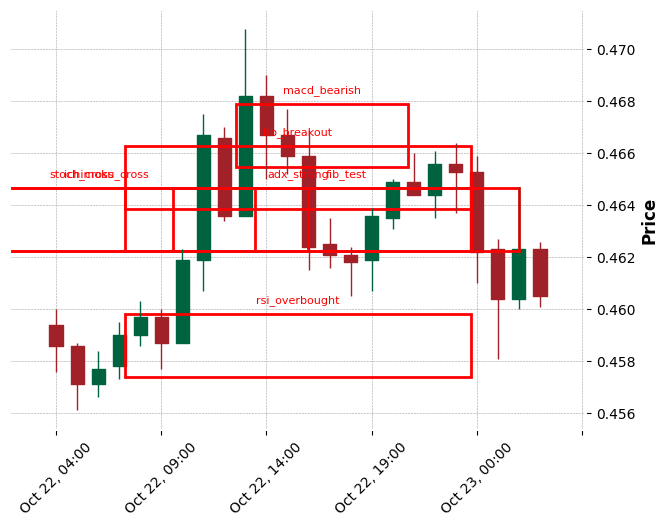 macd_bearish
fib_breakout
stoch_cross
ichimoku_cross
adx_strong
fib_test
rsi_overbought
0.470
0.468
0.466
0.464
0.462
0.460
0.458
0.456
Price
Oct 22, 04:00
Oct 22, 09:00
Oct 22, 14:00
Oct 22, 19:00
Oct 23, 00:00